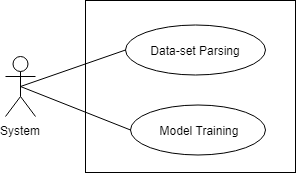 Data-set Parsing
System
Model Training